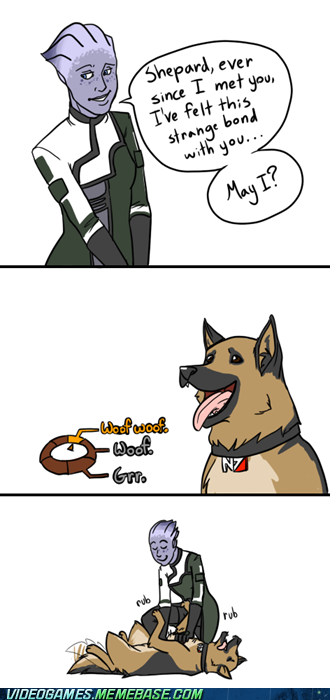 Shepard, ever
since I met you,
I've felt this
strange bond
with you...
May I?
Woof woof.
Woof.
Grr.
N7
rub
rub
VIDEOGAMES.MEMEBASE.COM